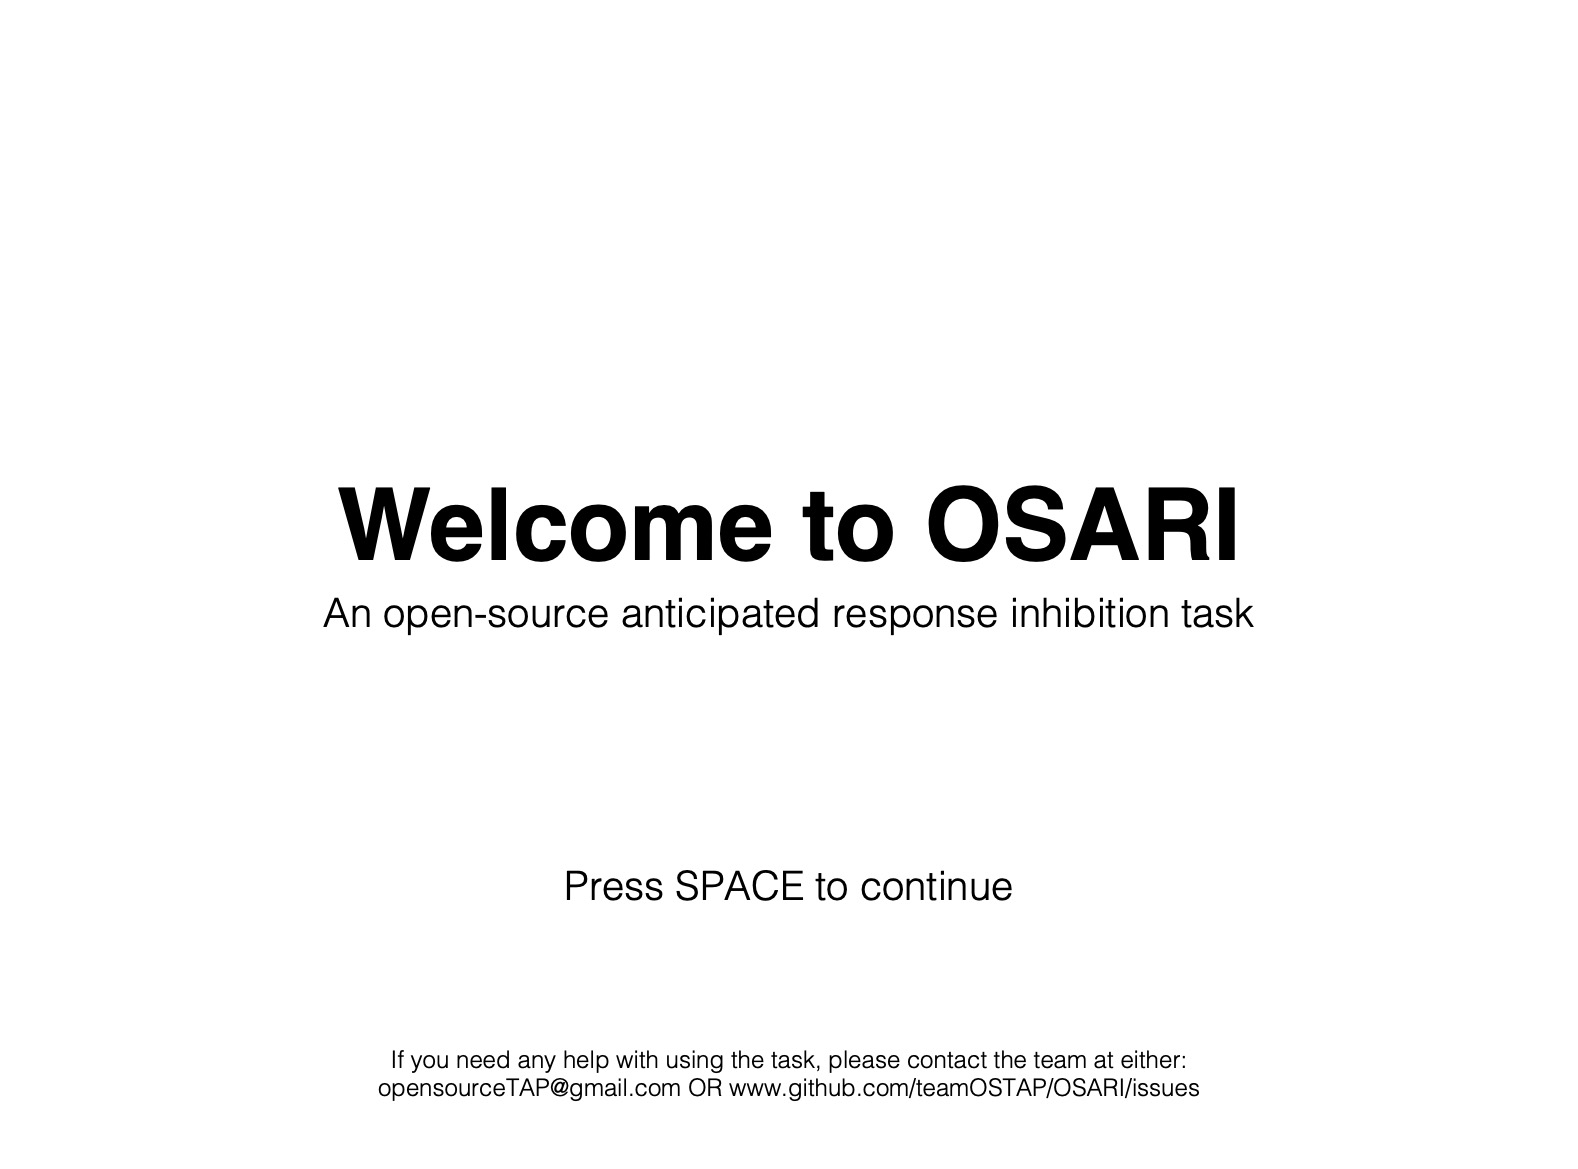 Welcome to OSARI
An open-source anticipated response inhibition task
Press SPACE to continue
If you need any help with using the task, please contact the team at either:
opensourceTAP@gmail.com OR www.github.com/teamOSTAP/OSARI/issues